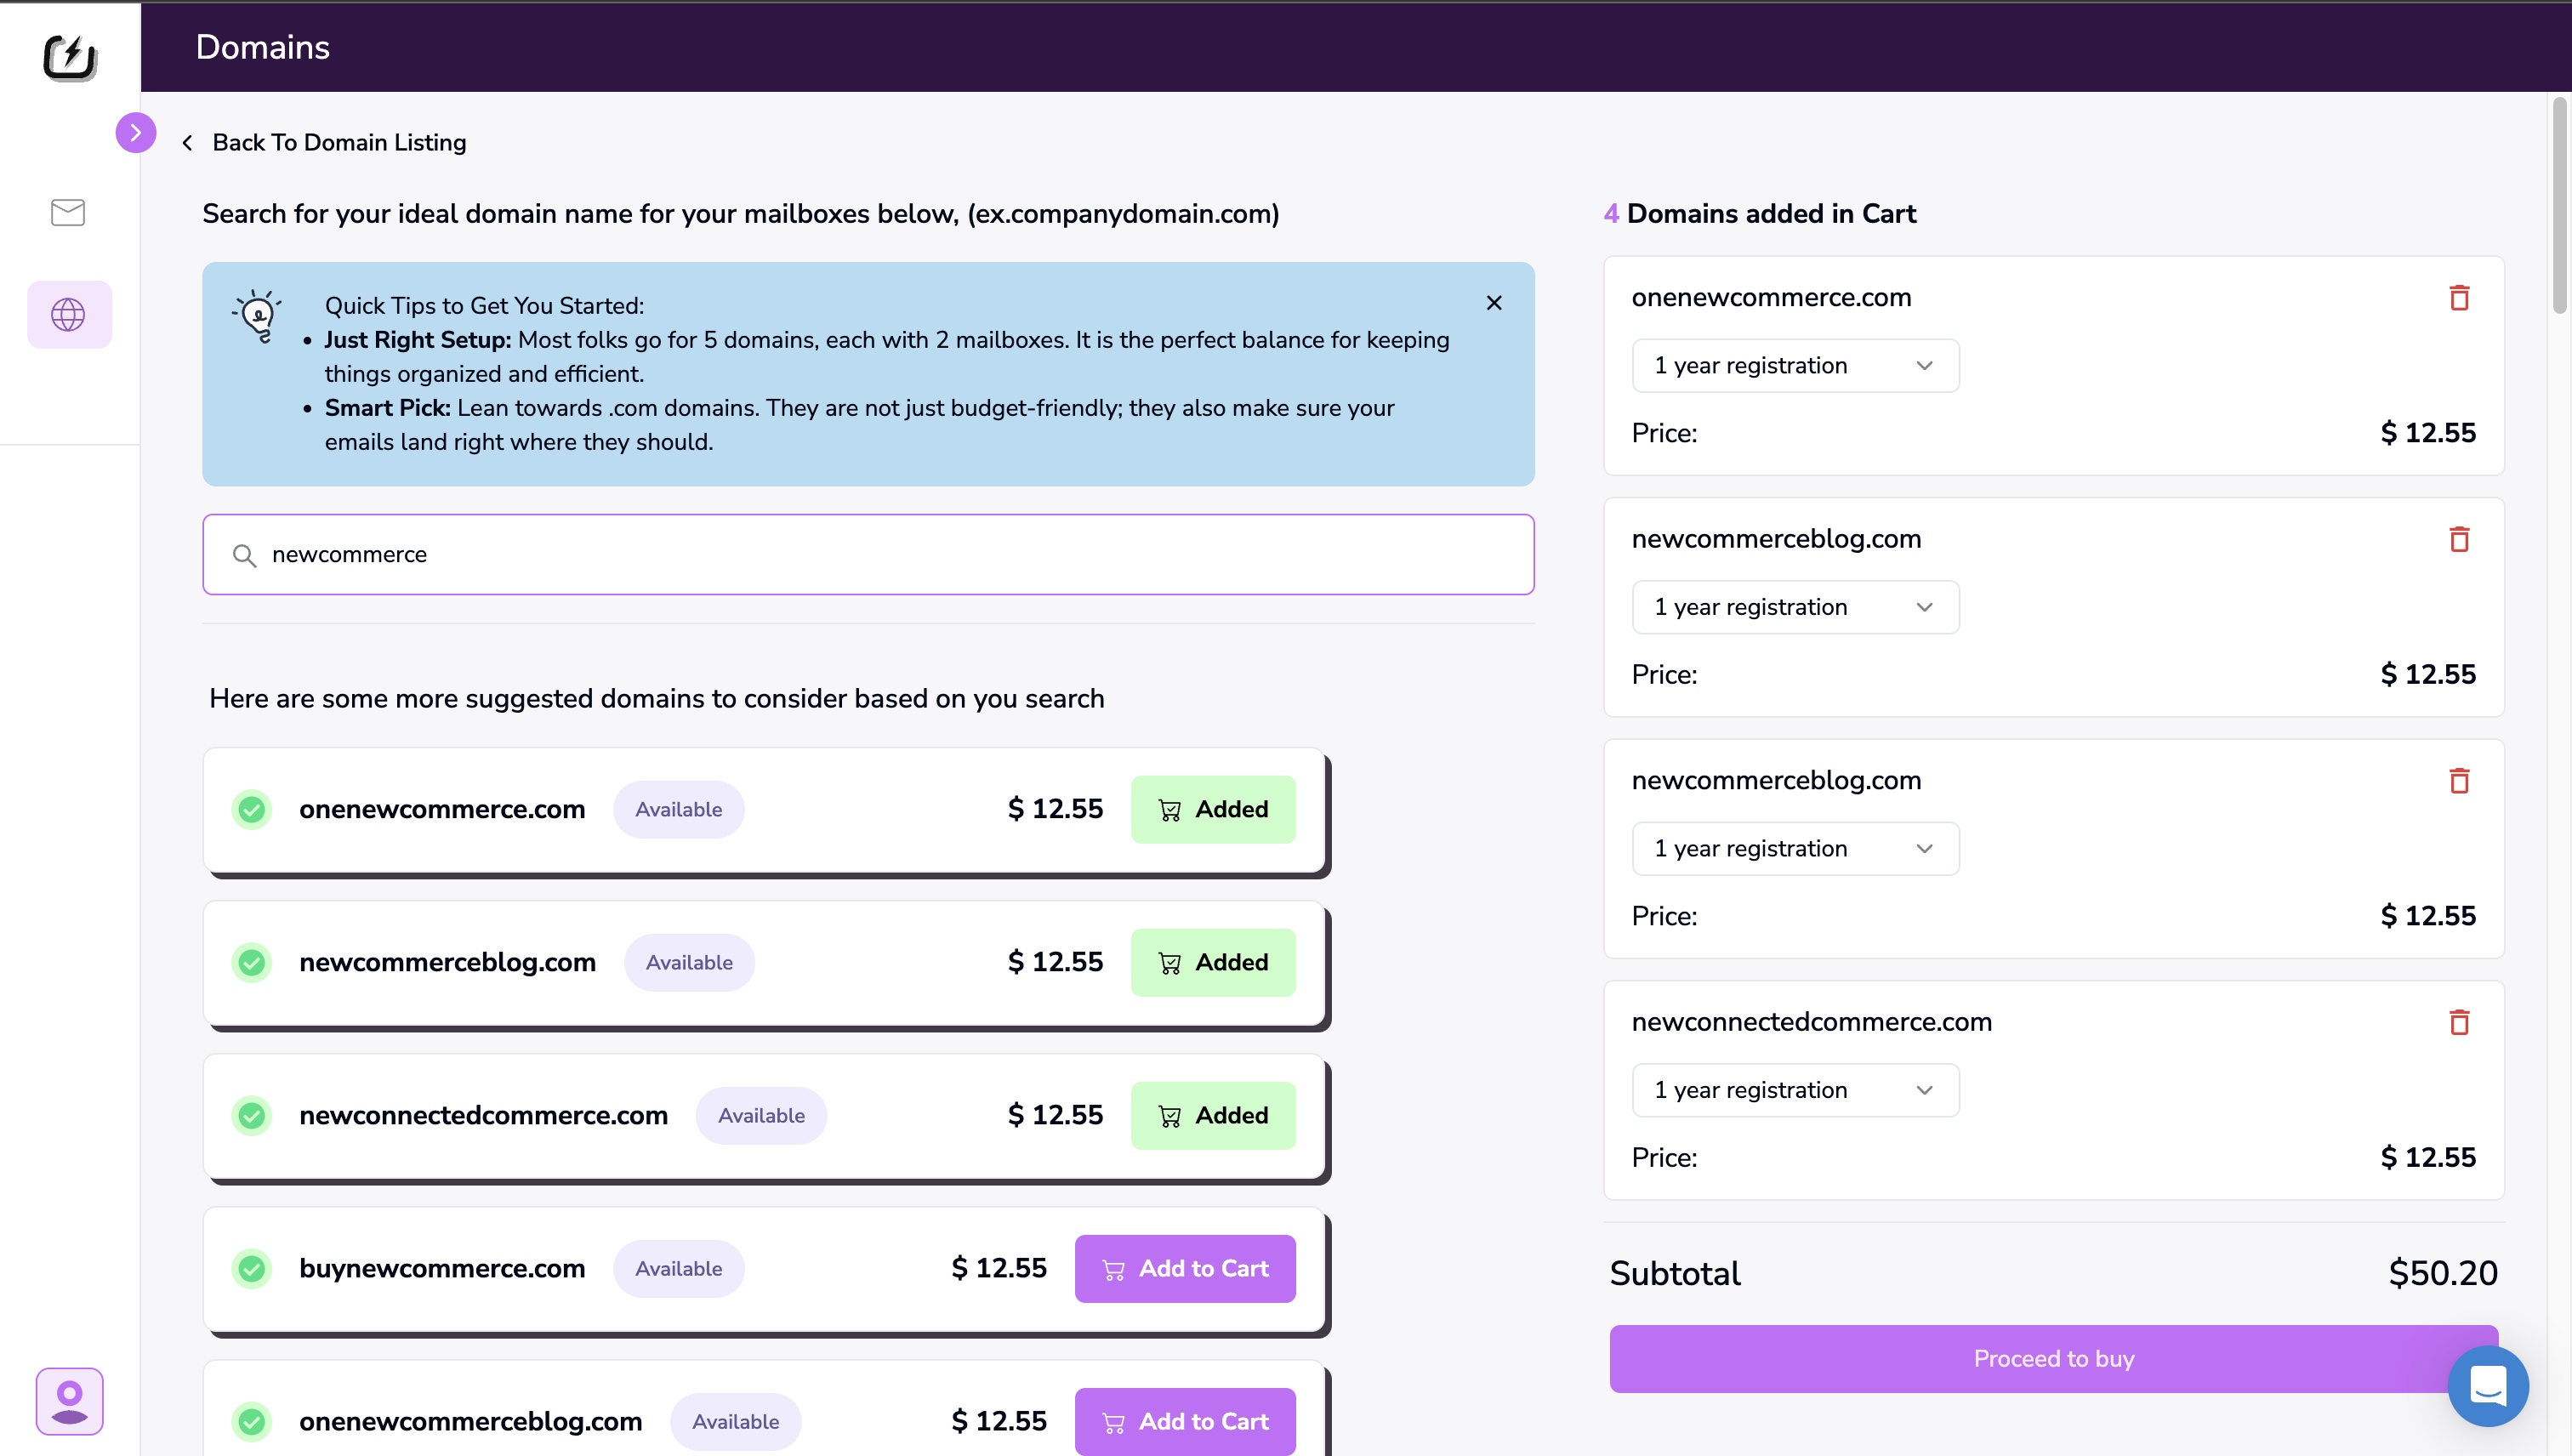 Domains
Back To Domain Listing
Search for your ideal domain name for your mailboxes below, (ex.companydomain.com)
Quick Tips to Get You Started:
• Just Right Setup: Most folks go for 5 domains, each with 2 mailboxes. It is the perfect balance for keeping
things organized and efficient.
• Smart Pick: Lean towards .com domains. They are not just budget-friendly; they also make sure your
emails land right where they should.
newcommerce
Here are some more suggested domains to consider based on you search
onenewcommerce.com Available $ 12.55 Added
newcommerceblog.com Available $ 12.55 Added
newconnectedcommerce.com Available $ 12.55 Added
buynewcommerce.com Available $ 12.55 Add to Cart
onenewcommerceblog.com Available $ 12.55 Add to Cart
4 Domains added in Cart
onenewcommerce.com
1 year registration
Price: $ 12.55
newcommerceblog.com
1 year registration
Price: $ 12.55
newcommerceblog.com
1 year registration
Price: $ 12.55
newconnectedcommerce.com
1 year registration
Price: $ 12.55
Subtotal $50.20
Proceed to buy